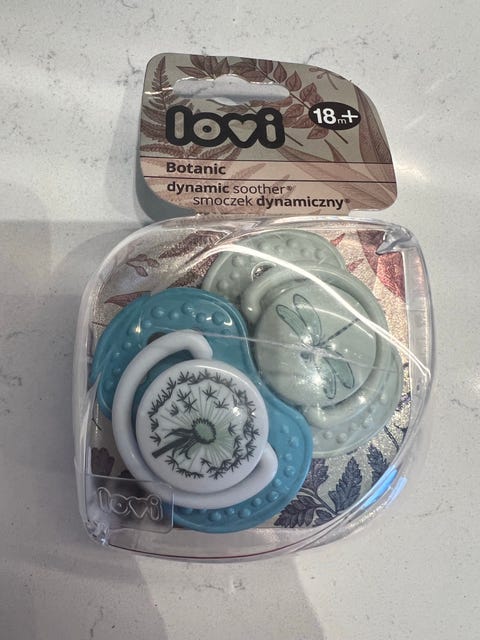 lovi
18m+
Botanic
dynamic soother®
smoczek dynamiczny®
lovi